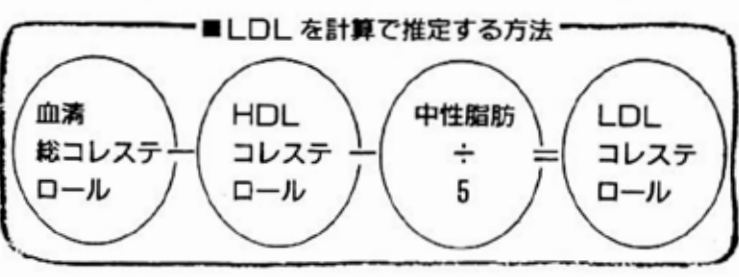 ■LDLを計算で推定する方法
血清
総コレステ
ロール
－
HDL
コレステ
ロール
－
中性脂肪
÷
5
＝
LDL
コレステ
ロール